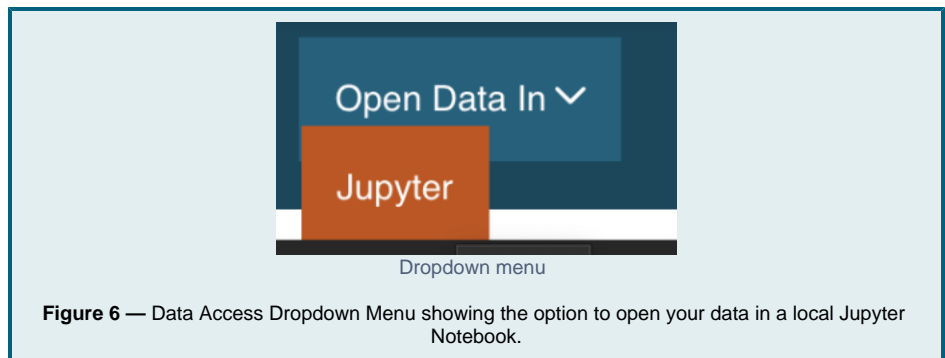 Open Data In
Jupyter
Dropdown menu
Figure 6 — Data Access Dropdown Menu showing the option to open your data in a local Jupyter
Notebook.